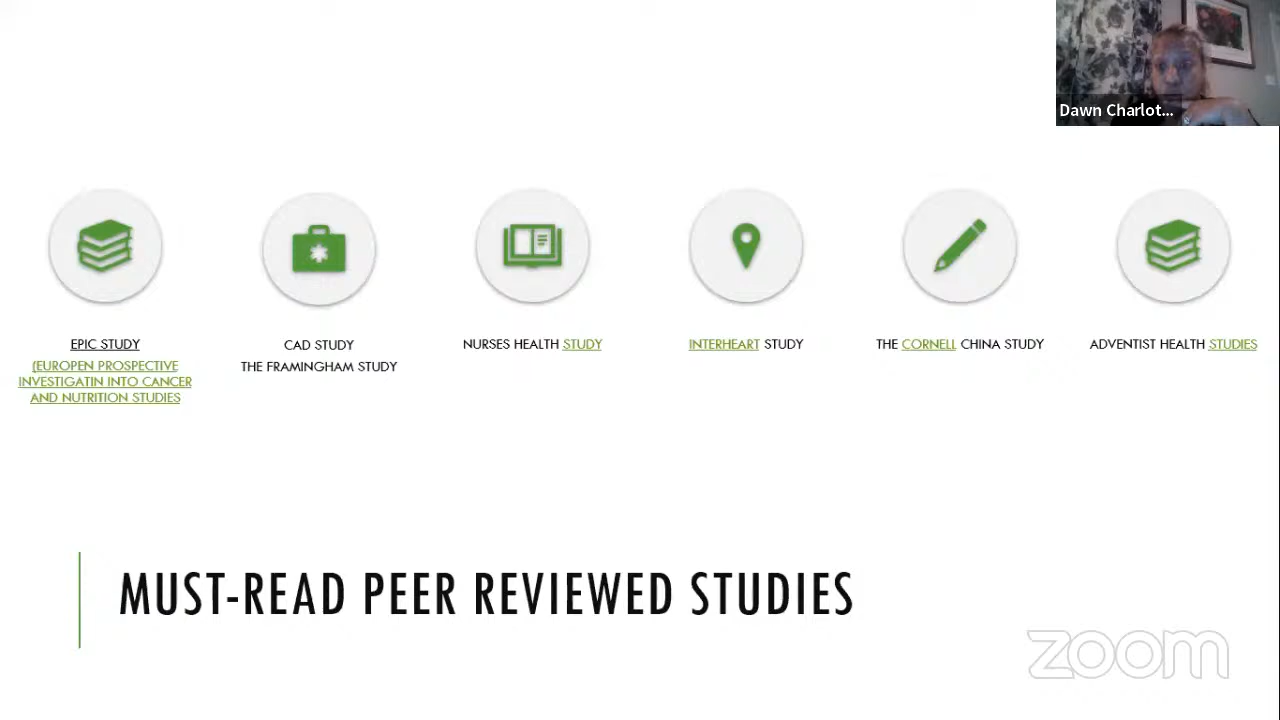 Dawn Charlot...
EPIC STUDY
(EUROPEN PROSPECTIVE
INVESTIGATIN INTO CANCER
AND NUTRITION STUDIES
CAD STUDY
THE FRAMINGHAM STUDY
NURSES HEALTH STUDY
INTERHEART STUDY
THE CORNELL CHINA STUDY
ADVENTIST HEALTH STUDIES
MUST-READ PEER REVIEWED STUDIES
zoom